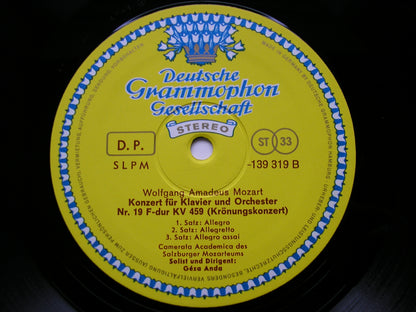 Deutsche
Grammophon
Gesellschaft
STEREO
D. P.
ST 33
SLPM
-139 319 B
Wolfgang Amadeus Mozart
Konzert für Klavier und Orchester
Nr. 19 F-dur KV 459 (Krönungskonzert)
1. Satz: Allegro
2. Satz: Allegretto
3. Satz: Allegro assai
Camerata Academica des
Salzburger Mozarteums
Solist und Dirigent:
Géza Anda